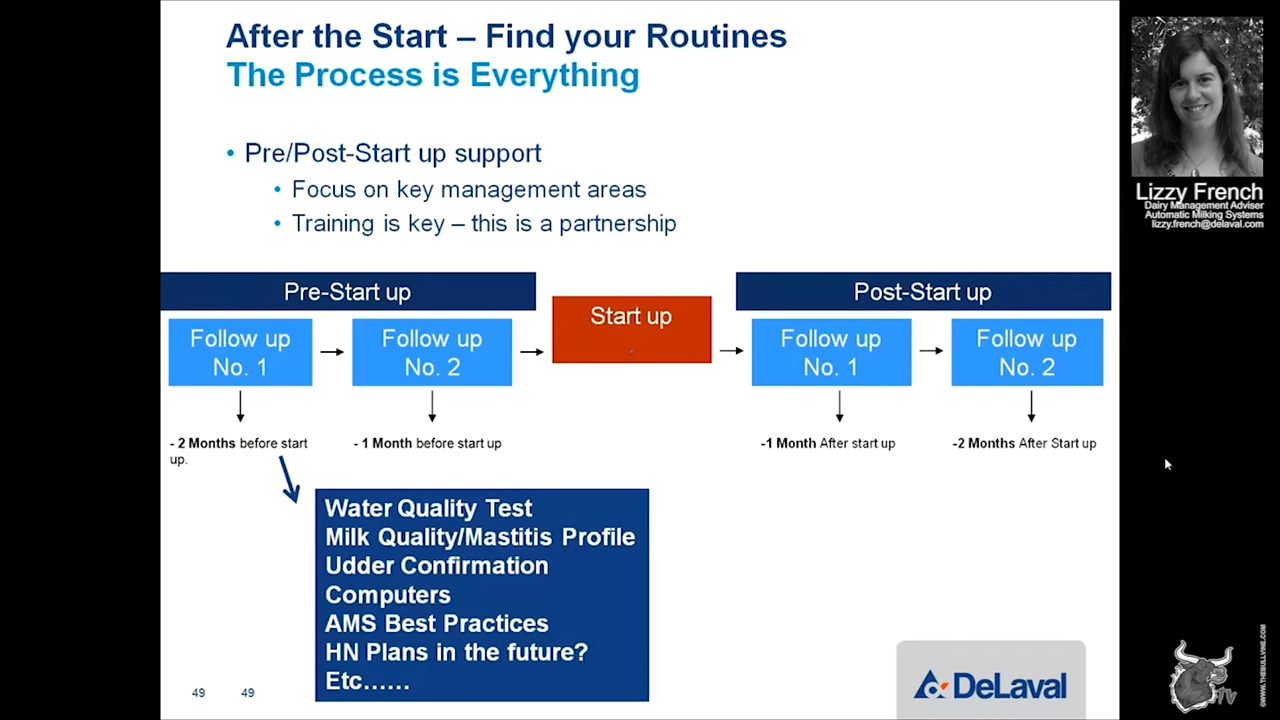 After the Start – Find your Routines
The Process is Everything
• Pre/Post-Start up support
• Focus on key management areas
• Training is key – this is a partnership
Pre-Start up
Start up
Post-Start up
Follow up
No. 1
Follow up
No. 2
Follow up
No. 1
Follow up
No. 2
- 2 Months before start
up.
- 1 Month before start up
-1 Month After start up
-2 Months After Start up
Water Quality Test
Milk Quality/Mastitis Profile
Udder Confirmation
Computers
AMS Best Practices
HN Plans in the future?
Etc……
49 49
DeLaval
Lizzy French
Dairy Management Adviser
Automatic Milking Systems
lizzy.french@delaval.com
TV
©WWW.THEBULLVINE.COM